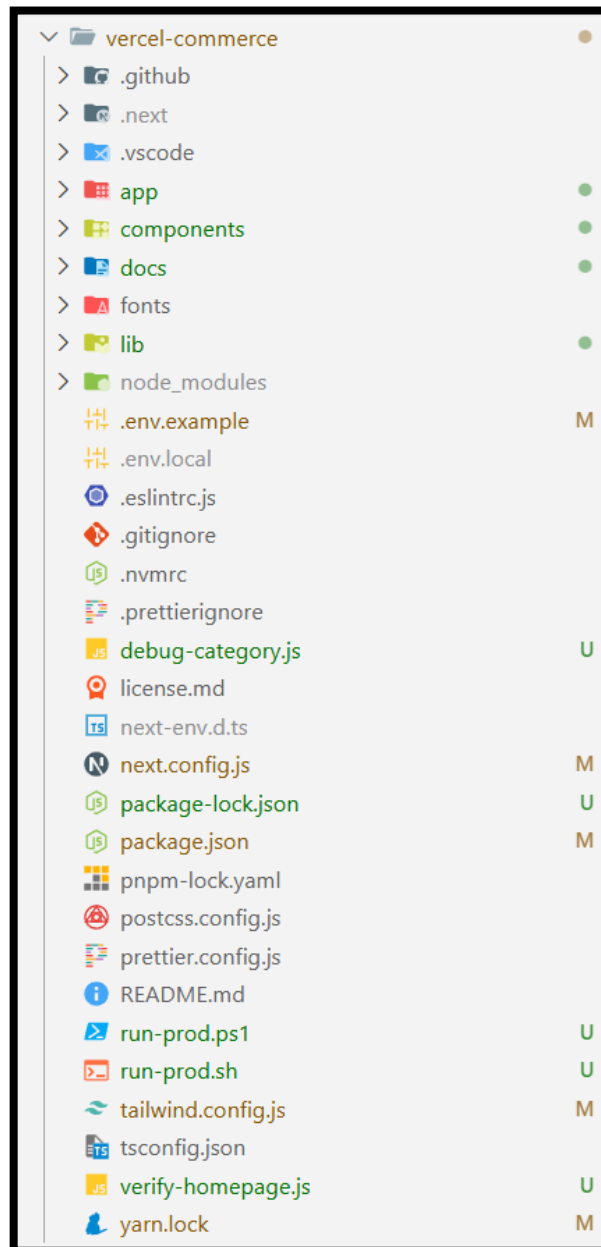 vercel-commerce
.github
.next
.vscode
app
components
docs
fonts
lib
node_modules
.env.example M
.env.local
.eslintrc.js
.gitignore
.nvmrc
.prettierignore
debug-category.js U
license.md
next-env.d.ts
next.config.js M
package-lock.json U
package.json M
pnpm-lock.yaml
postcss.config.js
prettier.config.js
README.md
run-prod.ps1 U
run-prod.sh U
tailwind.config.js M
tsconfig.json
verify-homepage.js U
yarn.lock M